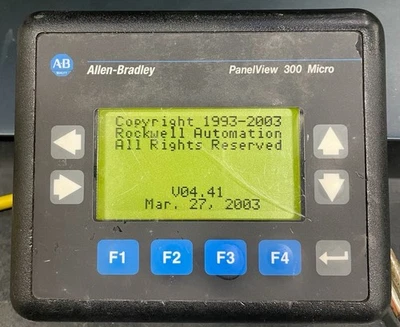 AB
Allen-Bradley
PanelView 300 Micro
Copyright 1993-2003
Rockwell Automation
All Rights Reserved
V04.41
Mar. 27, 2003
F1 F2 F3 F4